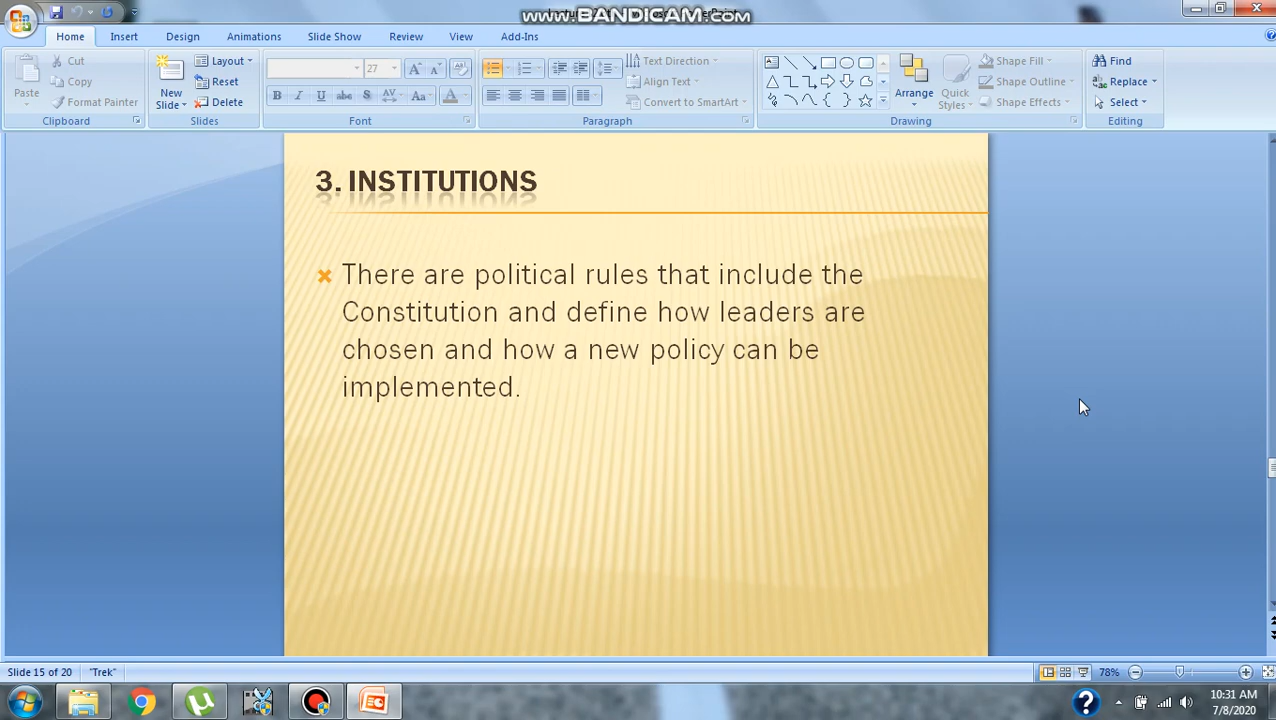 www.BANDICAM.com
Home Insert Design Animations Slide Show Review View Add-Ins
Paste Cut Copy Format Painter Clipboard
New Slide Layout Reset Delete Slides
27 B I U abe S AV Aa A Font
Text Direction Align Text Convert to SmartArt Paragraph
Arrange Quick Styles Shape Fill Shape Outline Shape Effects Drawing
Find Replace Select Editing
3. INSTITUTIONS
There are political rules that include the
Constitution and define how leaders are
chosen and how a new policy can be
implemented.
Slide 15 of 20 "Trek" 78%
10:31 AM
7/8/2020